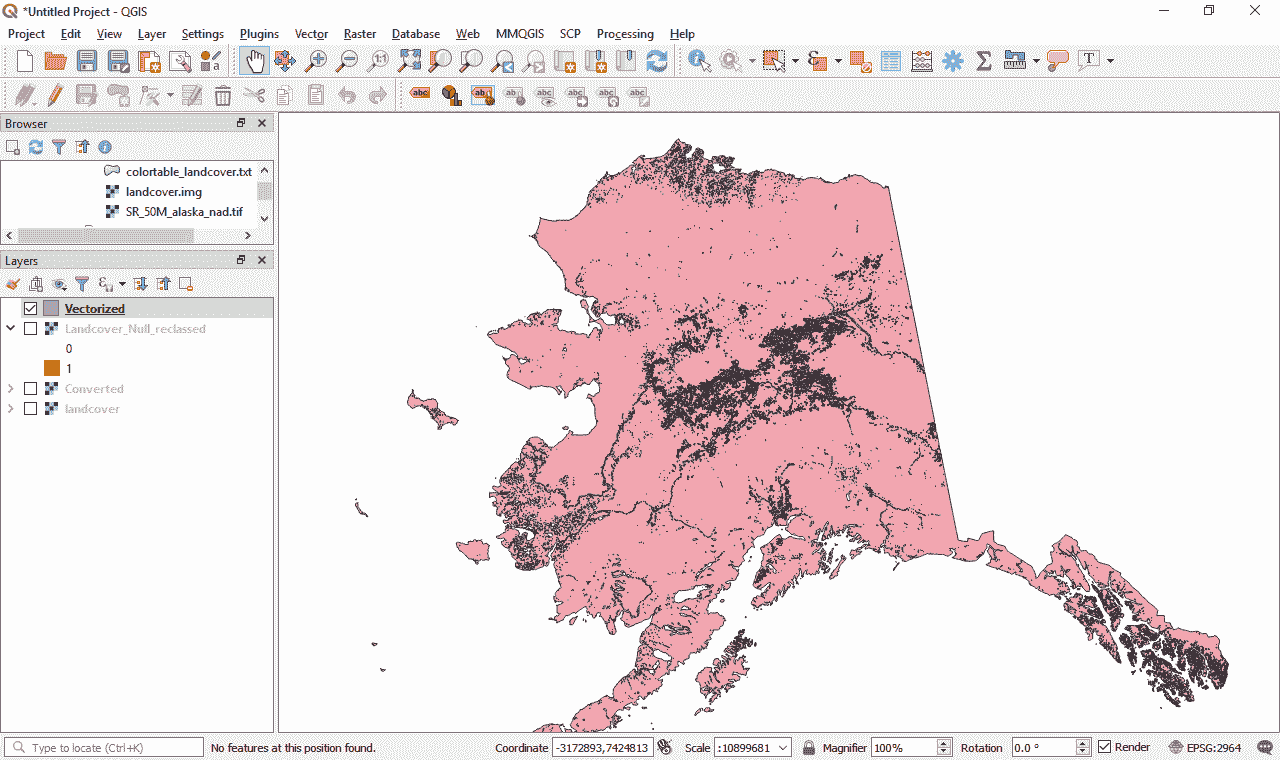 *Untitled Project - QGIS
Project Edit View Layer Settings Plugins Vector Raster Database Web MMQGIS SCP Processing Help
Browser
colortable_landcover.txt
landcover.img
SR_50M_alaska_nad.tif
Layers
Vectorized
Landcover_Null_reclassed
0
1
Converted
landcover
Type to locate (Ctrl+K) No features at this position found. Coordinate -3172893,7424813 Scale :10899681 Magnifier 100% Rotation 0.0 ° Render EPSG:2964